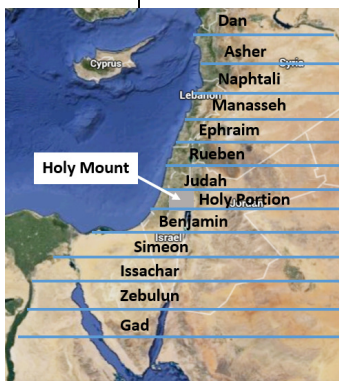 Dan
Asher
Cyprus
Syria
Naphtali
Lebanon
Manasseh
Ephraim
Rueben
Holy Mount
Judah
Holy Portion
Jordan
Benjamin
Israel
Simeon
Issachar
Zebulun
Gad